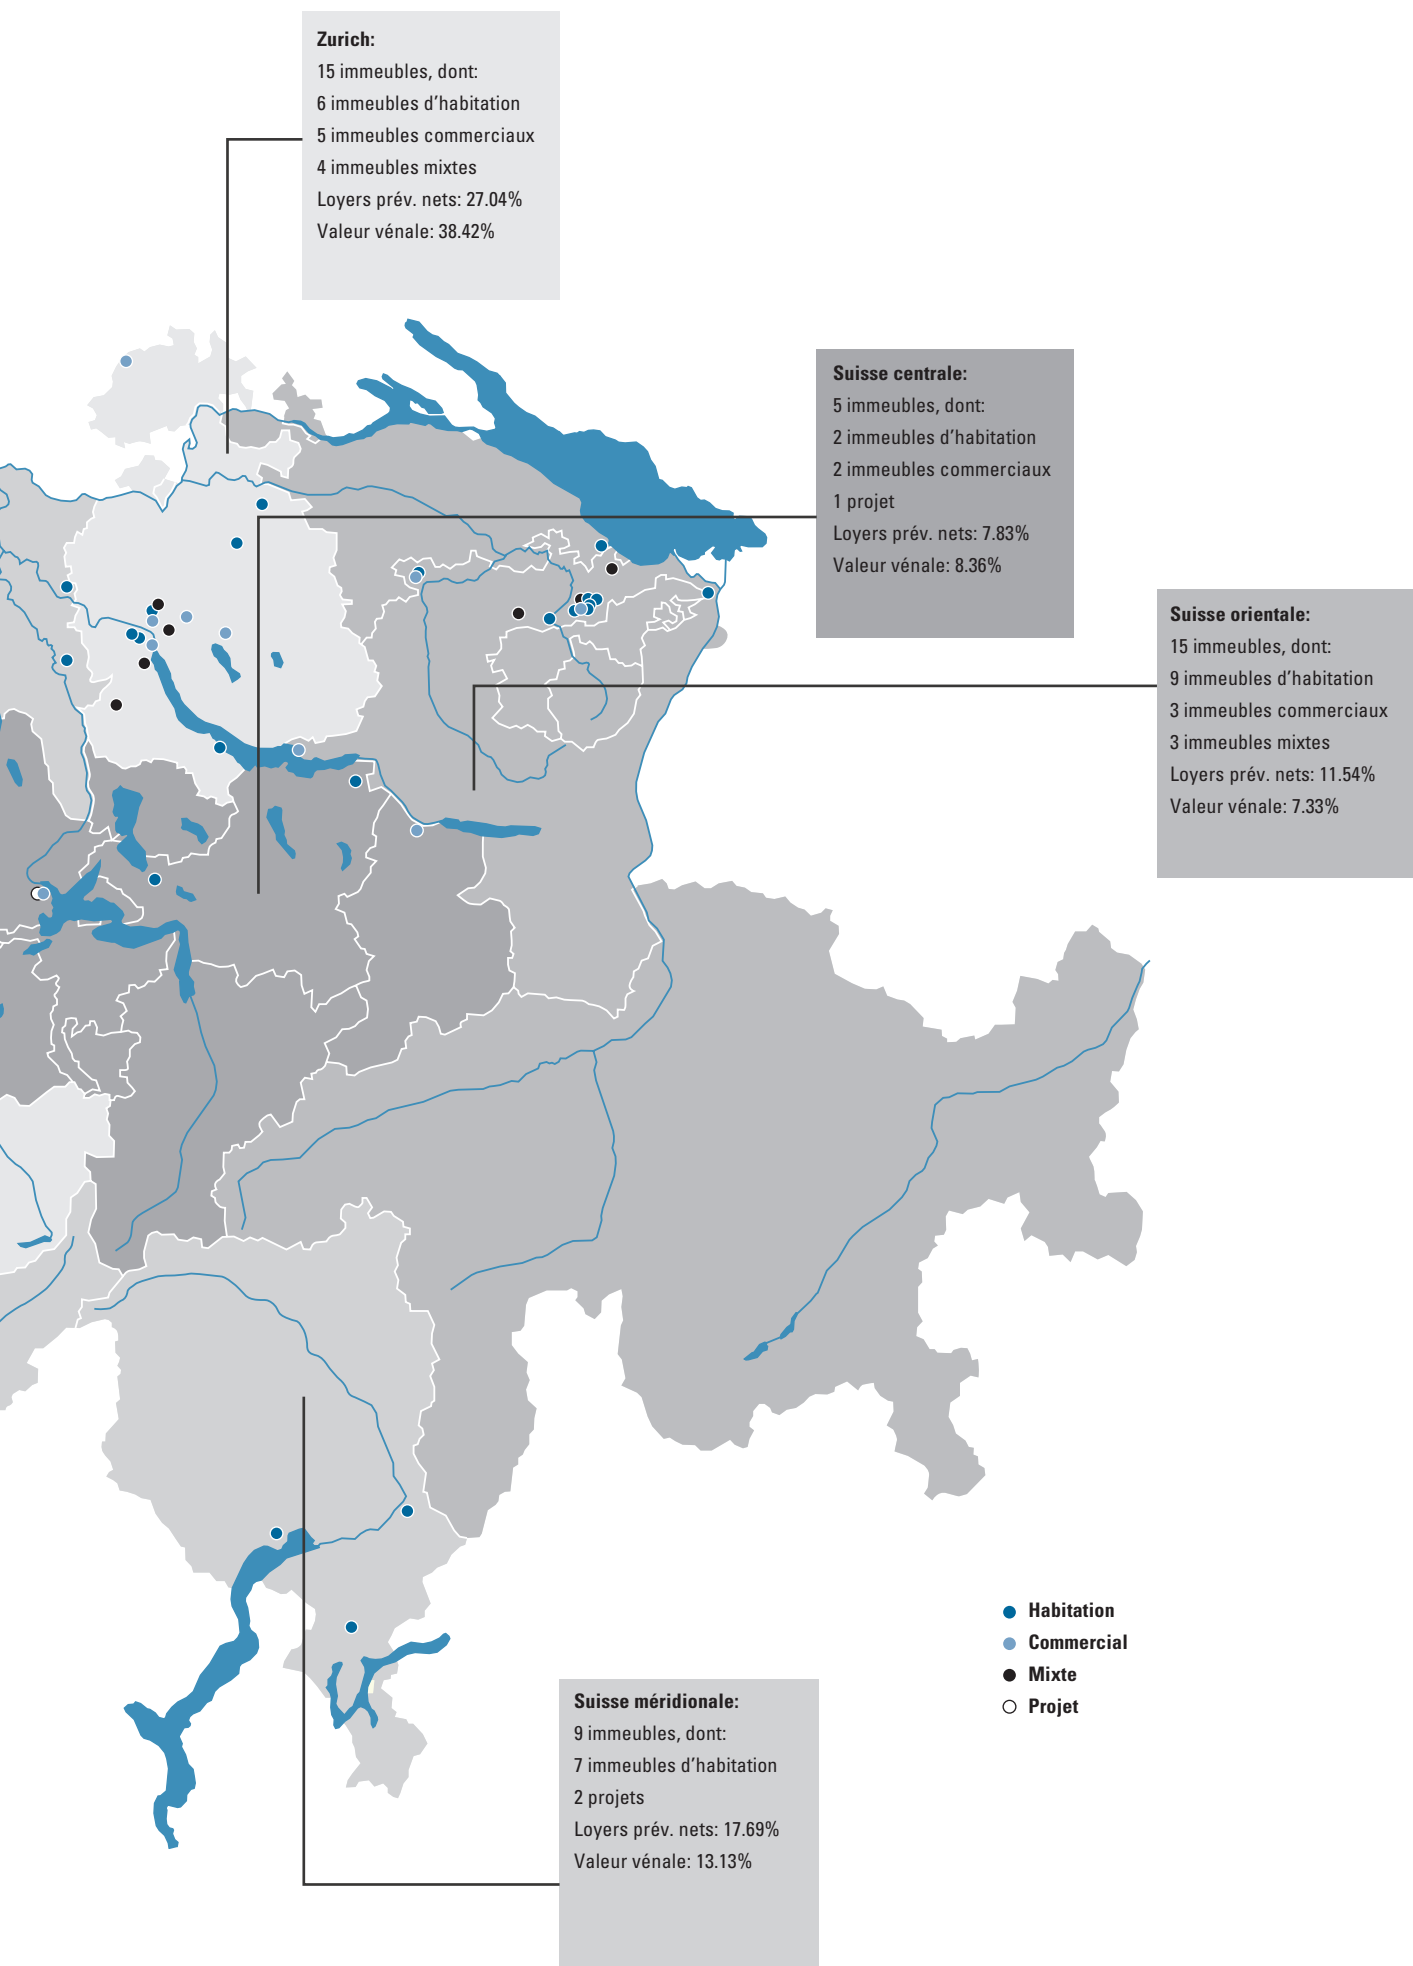 Zurich:
15 immeubles, dont:
6 immeubles d’habitation
5 immeubles commerciaux
4 immeubles mixtes
Loyers prév. nets: 27.04%
Valeur vénale: 38.42%
Suisse centrale:
5 immeubles, dont:
2 immeubles d’habitation
2 immeubles commerciaux
1 projet
Loyers prév. nets: 7.83%
Valeur vénale: 8.36%
Suisse orientale:
15 immeubles, dont:
9 immeubles d’habitation
3 immeubles commerciaux
3 immeubles mixtes
Loyers prév. nets: 11.54%
Valeur vénale: 7.33%
Habitation
Commercial
Mixte
Projet
Suisse méridionale:
9 immeubles, dont:
7 immeubles d’habitation
2 projets
Loyers prév. nets: 17.69%
Valeur vénale: 13.13%